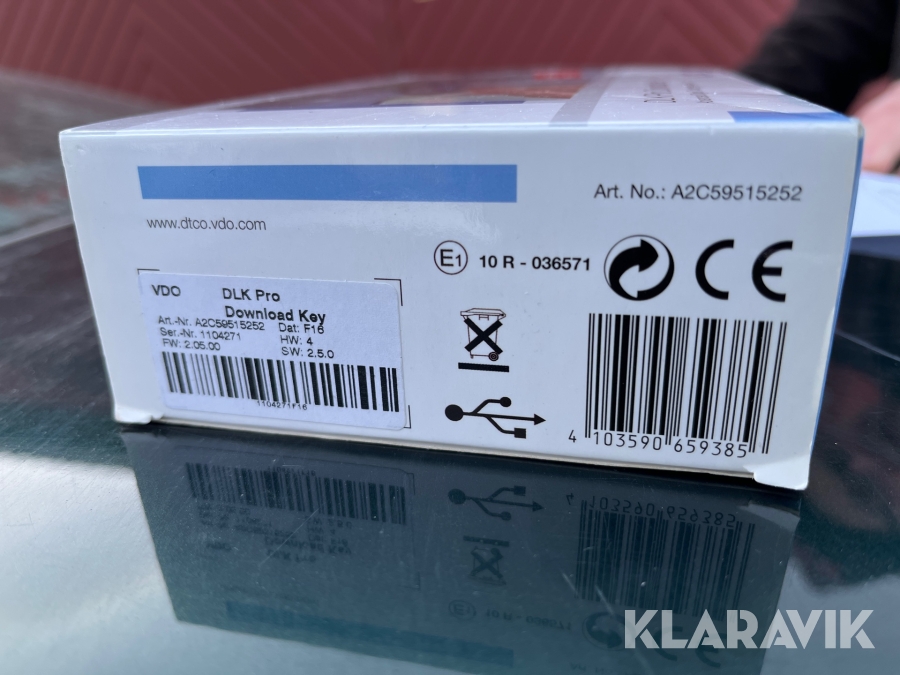 Art. No.: A2C59515252
www.dtco.vdo.com
E1 10 R - 036571
CE
VDO DLK Pro
Download Key
Art.-Nr. A2C59515252 Dat: F16
Ser.-Nr. 1104271 HW: 4
FW: 2.05.00 SW: 2.5.0
1104271F16
4 103590 659385
KLARAVIK